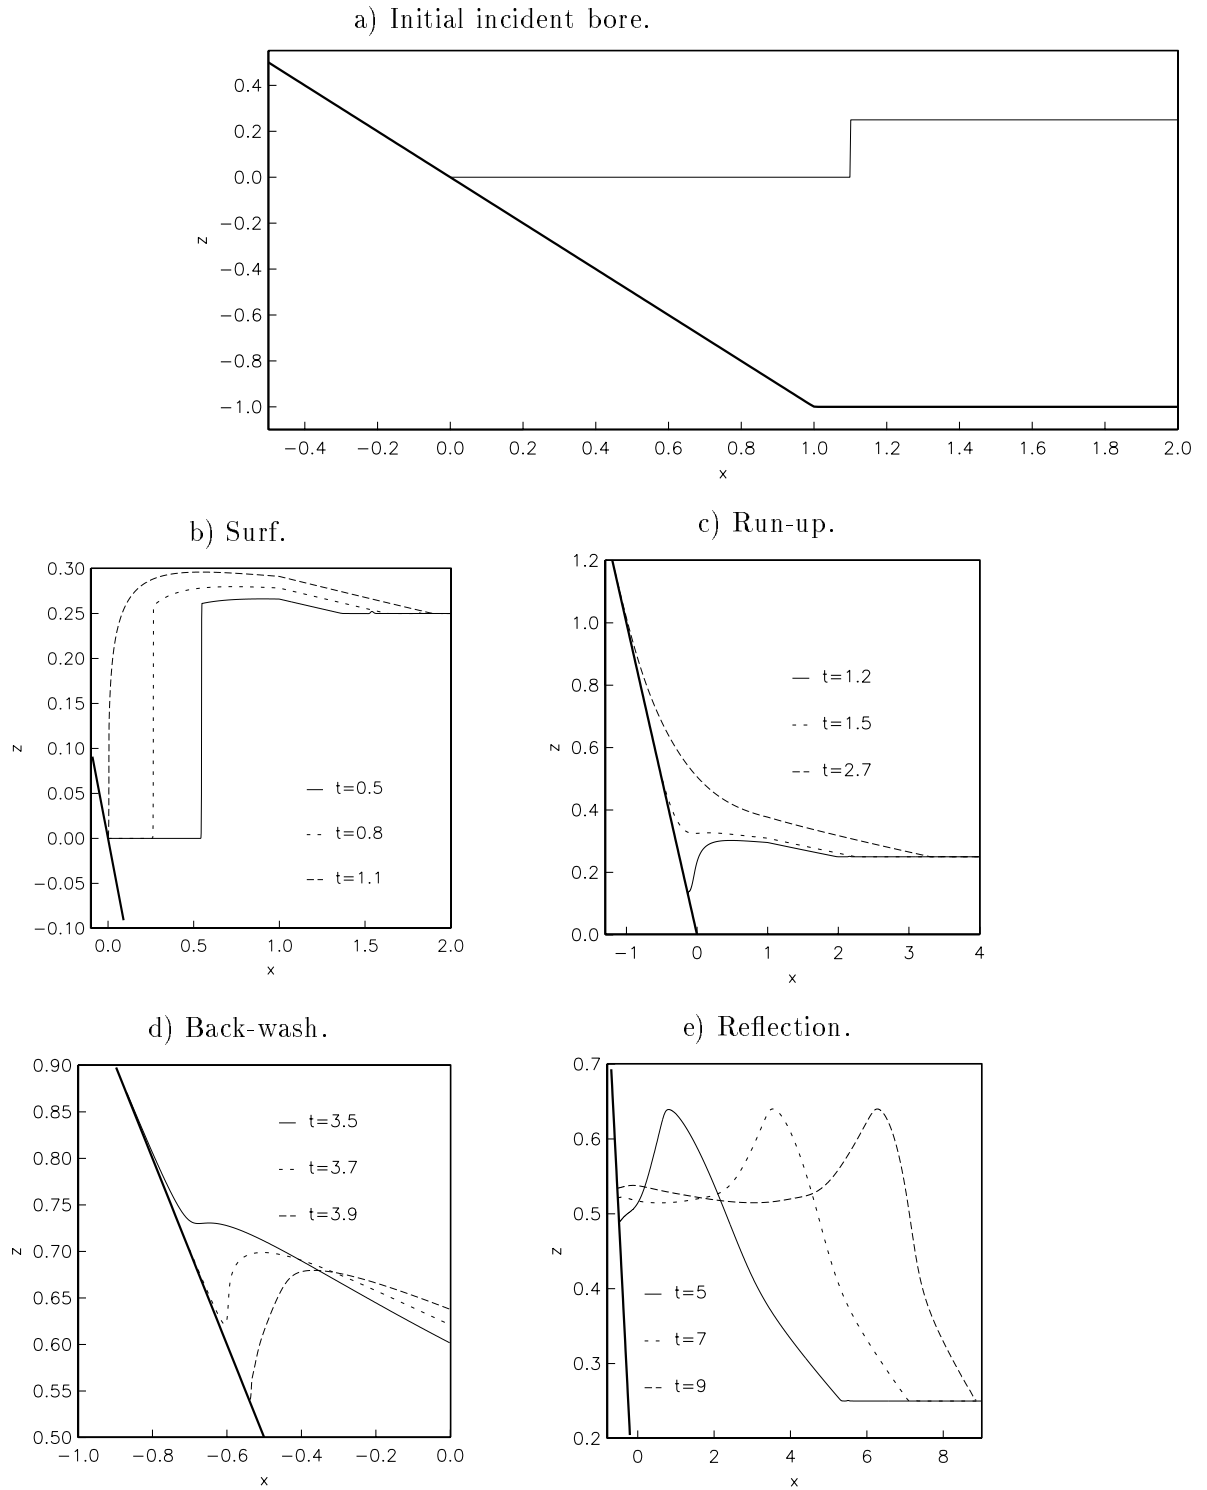 a) Initial incident bore.
0.4
0.2
0.0
−0.2
−0.4
−0.6
−0.8
−1.0
z
−0.4 −0.2 0.0 0.2 0.4 0.6 0.8 1.0 1.2 1.4 1.6 1.8 2.0
x
b) Surf.
0.30
0.25
0.20
0.15
0.10
0.05
0.00
−0.05
−0.10
z
t=0.5
t=0.8
t=1.1
0.0 0.5 1.0 1.5 2.0
x
c) Run-up.
1.2
1.0
0.8
0.6
0.4
0.2
0.0
z
t=1.2
t=1.5
t=2.7
−1 0 1 2 3 4
x
d) Back-wash.
0.90
0.85
0.80
0.75
0.70
0.65
0.60
0.55
0.50
z
t=3.5
t=3.7
t=3.9
−1.0 −0.8 −0.6 −0.4 −0.2 0.0
x
e) Reflection.
0.7
0.6
0.5
0.4
0.3
0.2
z
t=5
t=7
t=9
0 2 4 6 8
x